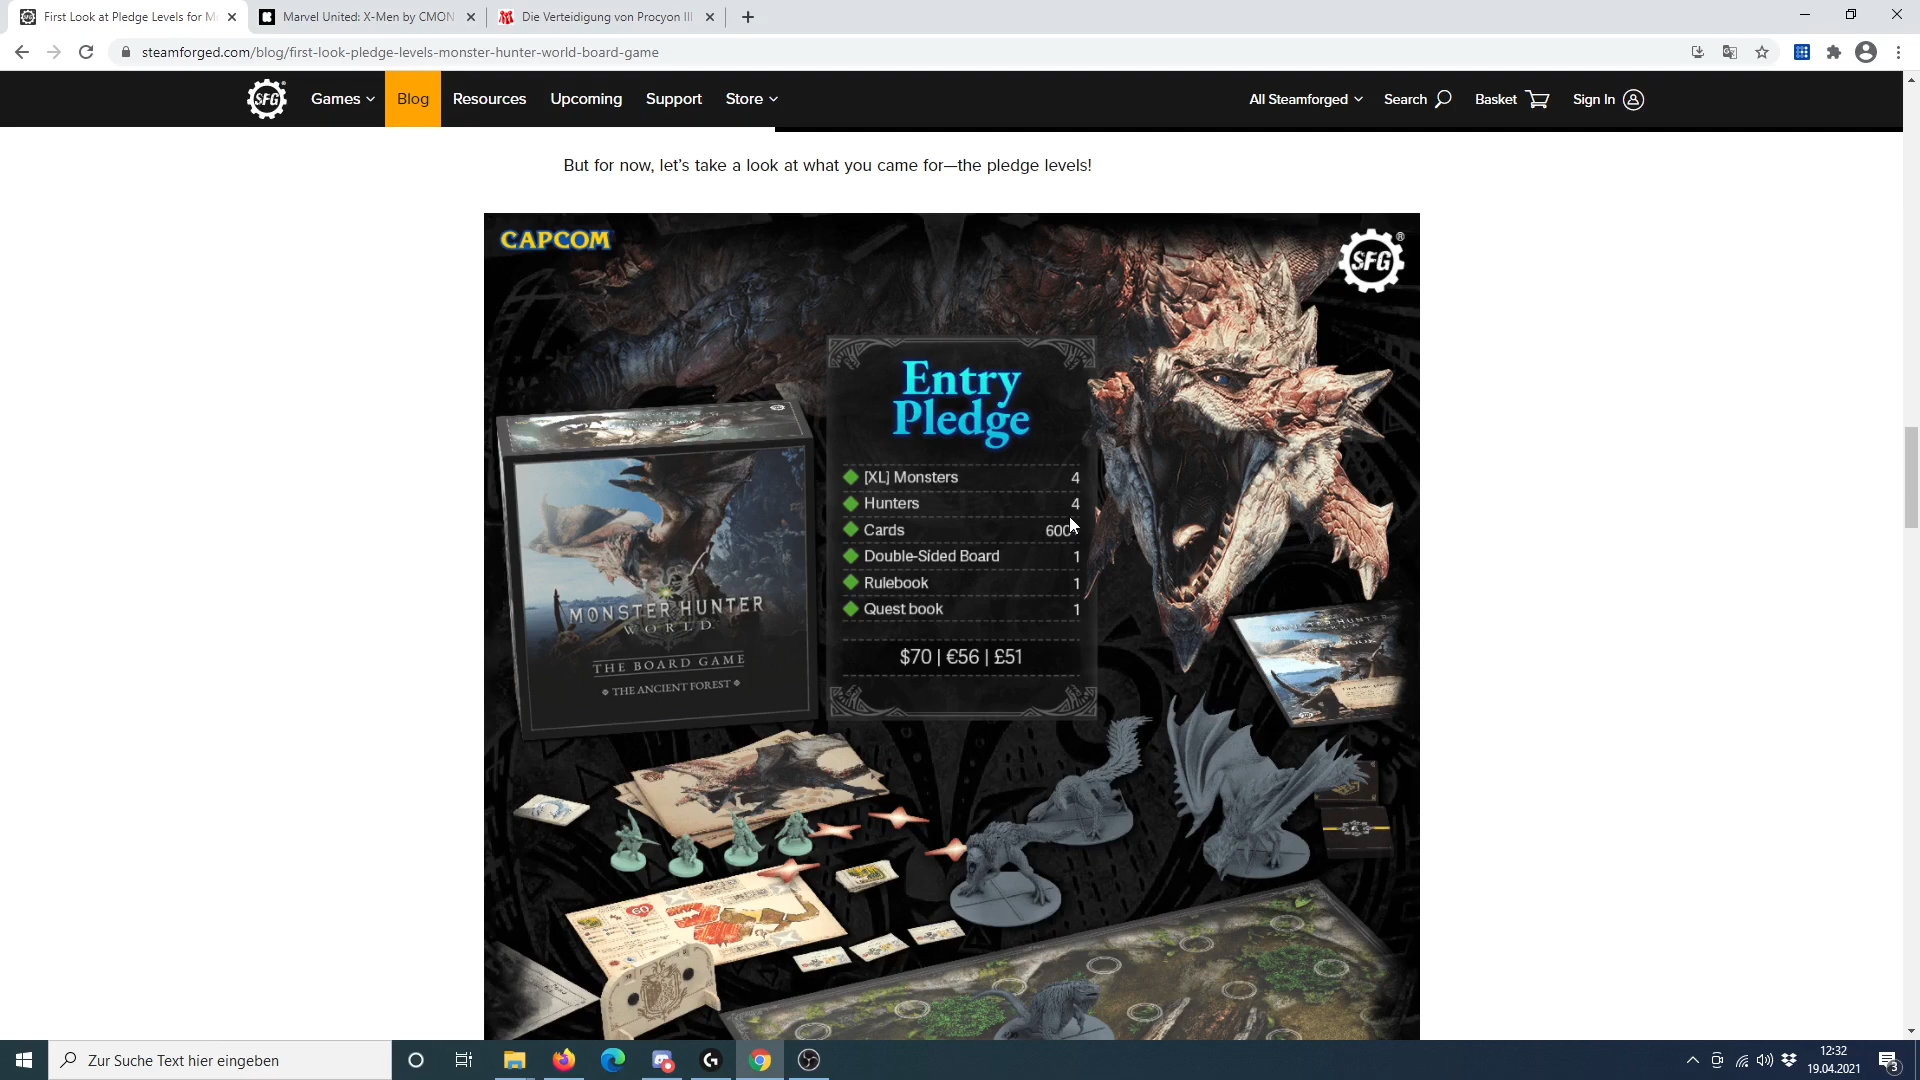 First Look at Pledge Levels for M
Marvel United: X-Men by CMON
Die Verteidigung von Procyon III
steamforged.com/blog/first-look-pledge-levels-monster-hunter-world-board-game
SFG
Games
Blog
Resources
Upcoming
Support
Store
All Steamforged
Search
Basket
Sign In
But for now, let's take a look at what you came for—the pledge levels!
CAPCOM
SFG
Entry
Pledge
[XL] Monsters 4
Hunters 4
Cards 600
Double-Sided Board 1
Rulebook 1
Quest book 1
$70 | €56 | £51
MONSTER HUNTER
WORLD
THE BOARD GAME
THE ANCIENT FOREST
Zur Suche Text hier eingeben
12:32
19.04.2021
3